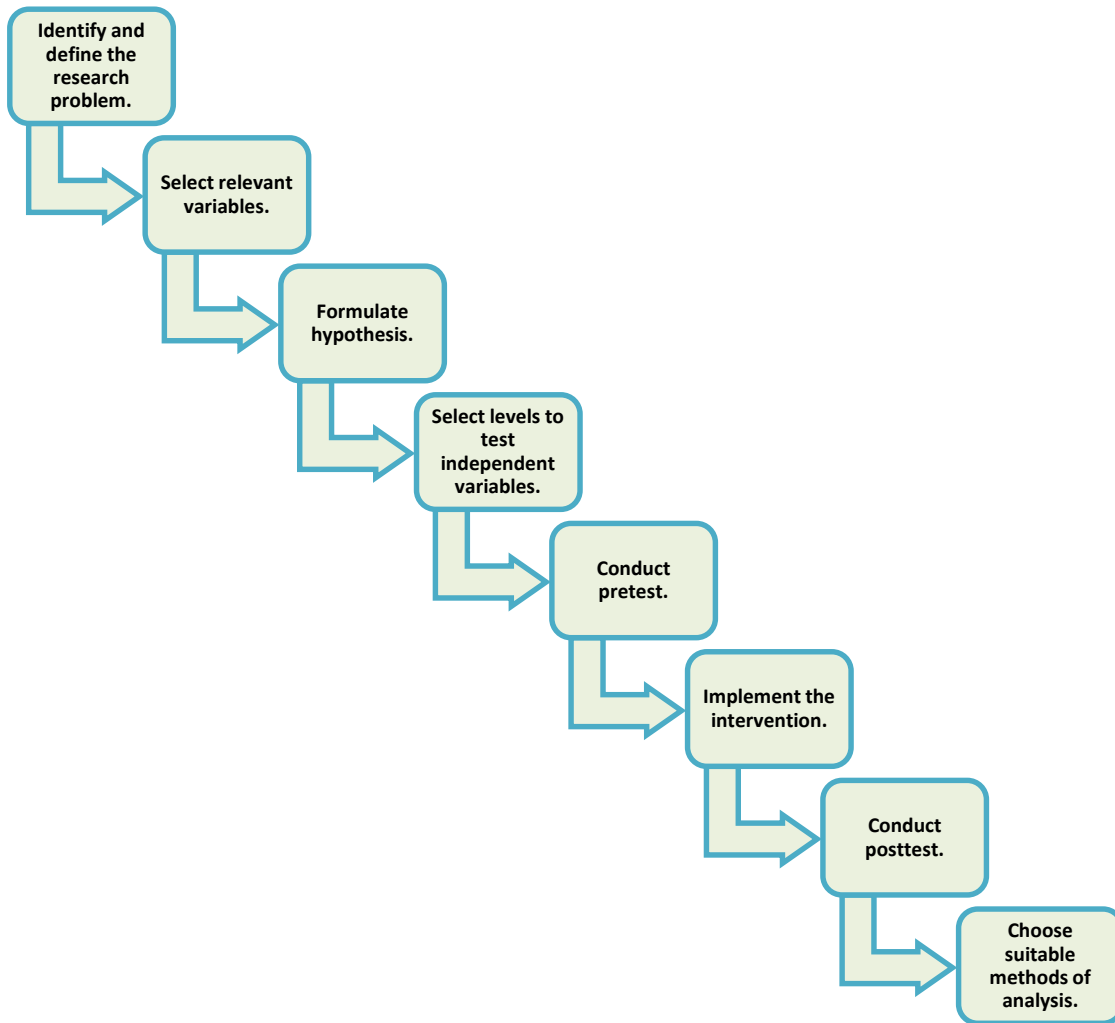 Identify and
define the
research
problem.
Select relevant
variables.
Formulate
hypothesis.
Select levels to
test
independent
variables.
Conduct
pretest.
Implement the
intervention.
Conduct
posttest.
Choose
suitable
methods of
analysis.